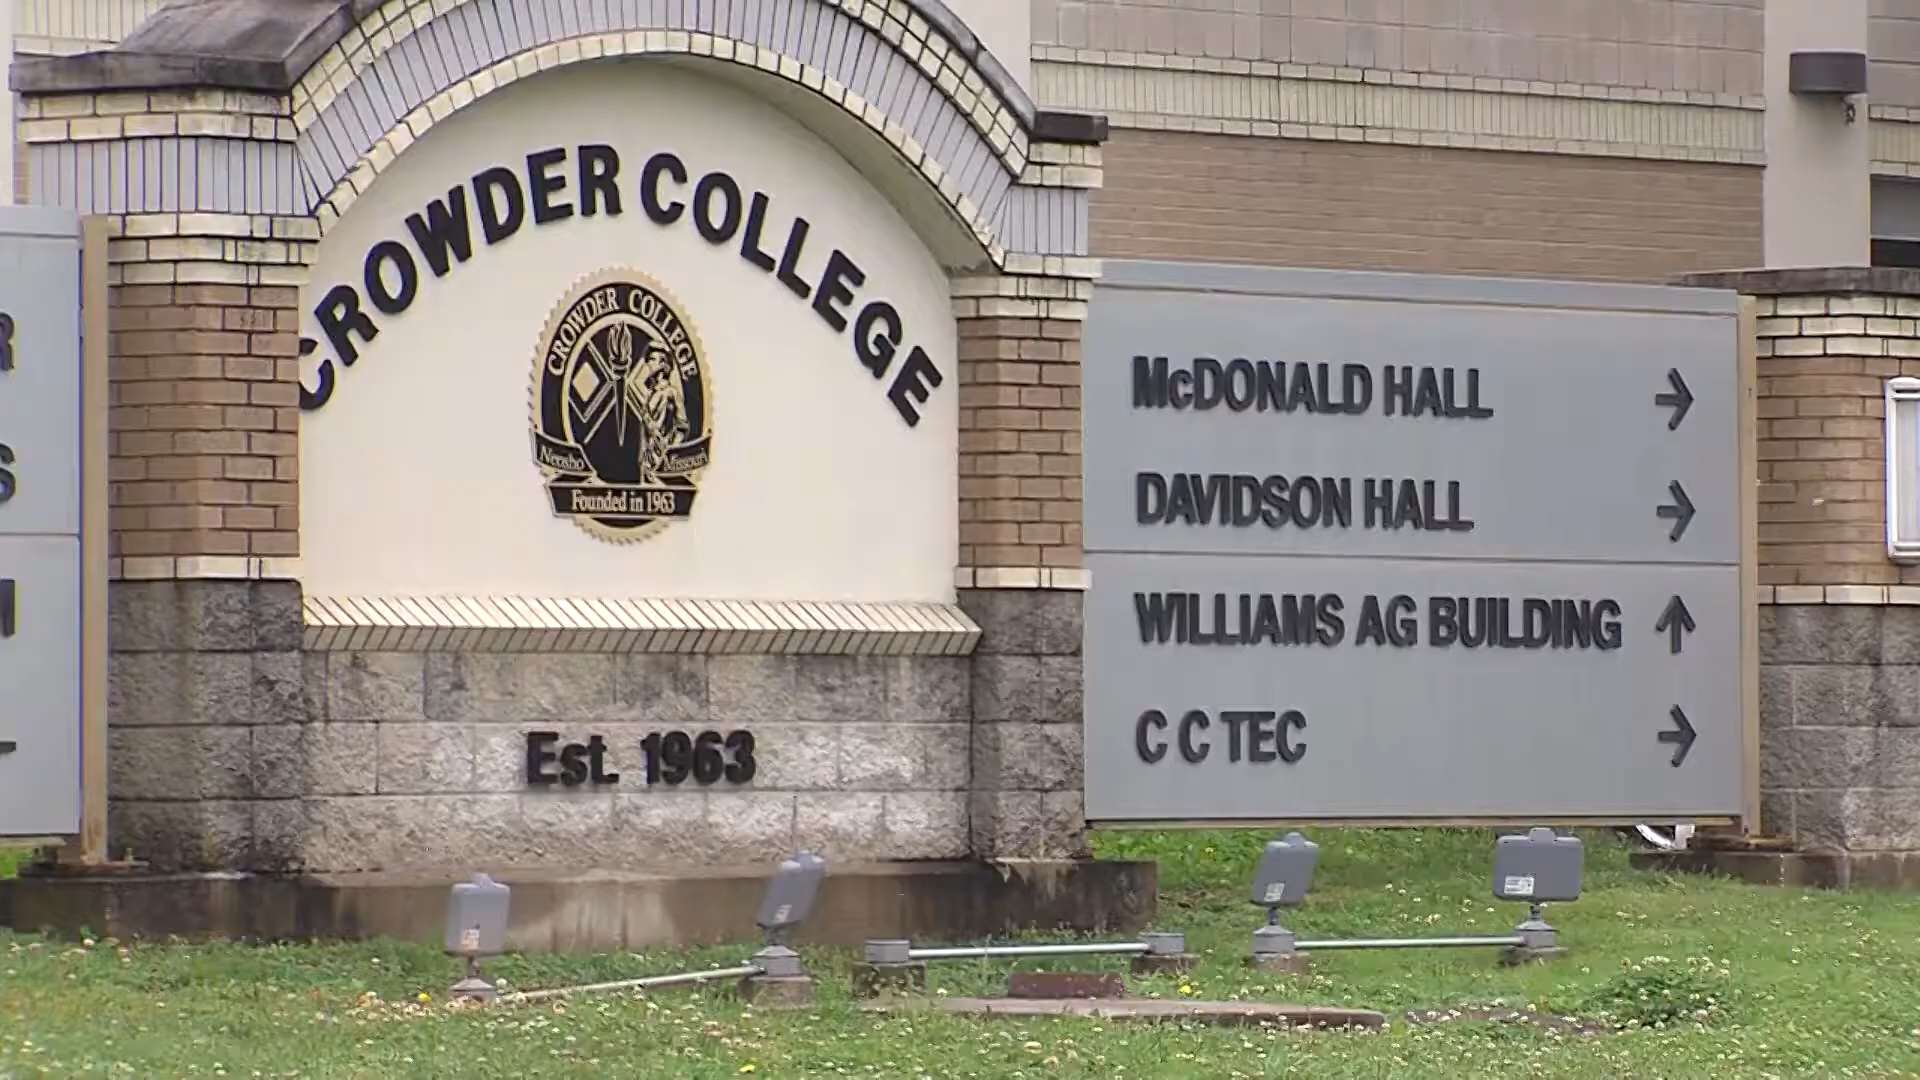 CROWDER COLLEGE
CROWDER COLLEGE
Neosho Missouri
Founded in 1963
Est. 1963
McDONALD HALL →
DAVIDSON HALL →
WILLIAMS AG BUILDING ↑
C C TEC →
R
S